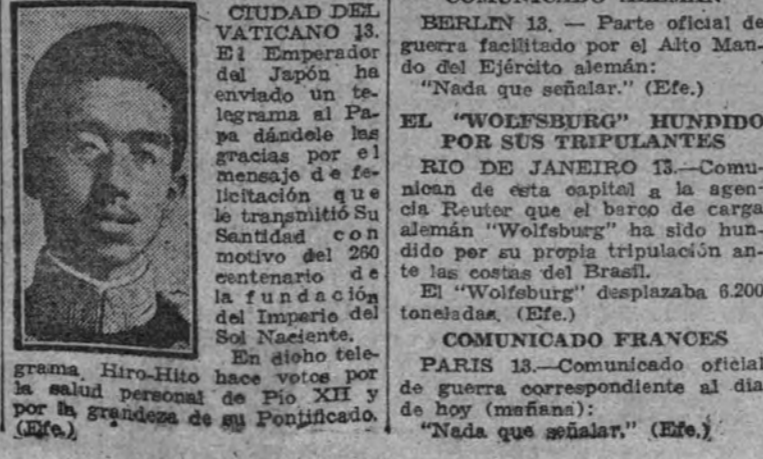 CIUDAD DEL
VATICANO 13.
El Emperador
del Japón ha
enviado un te-
legrama al Pa-
pa dándele las
gracias por el
mensaje de fe-
licitación que
le transmitió Su
Santidad con
motivo del 260
centenario de
la fundación
del Imperio del
Sol Naciente.
En dicho tele-
grama, Hiro-Hito hace votos por
la salud personal de Pío XII y
por la grandeza de su Pontificado.
(Efe.)
COMUNICADO ALEMAN
BERLIN 13. — Parte oficial de
guerra facilitado por el Alto Man-
do del Ejército alemán:
"Nada que señalar." (Efe.)
EL "WOLFSBURG" HUNDIDO
POR SUS TRIPULANTES
RIO DE JANEIRO 13.—Comu-
nican de esta capital a la agen-
cia Reuter que el barco de carga
alemán "Wolfsburg" ha sido hun-
dido por su propia tripulación an-
te las costas del Brasil.
El "Wolfsburg" desplazaba 6.200
toneladas. (Efe.)
COMUNICADO FRANCES
PARIS 13.—Comunicado oficial
de guerra correspondiente al día
de hoy (mañana):
"Nada que señalar." (Efe.)